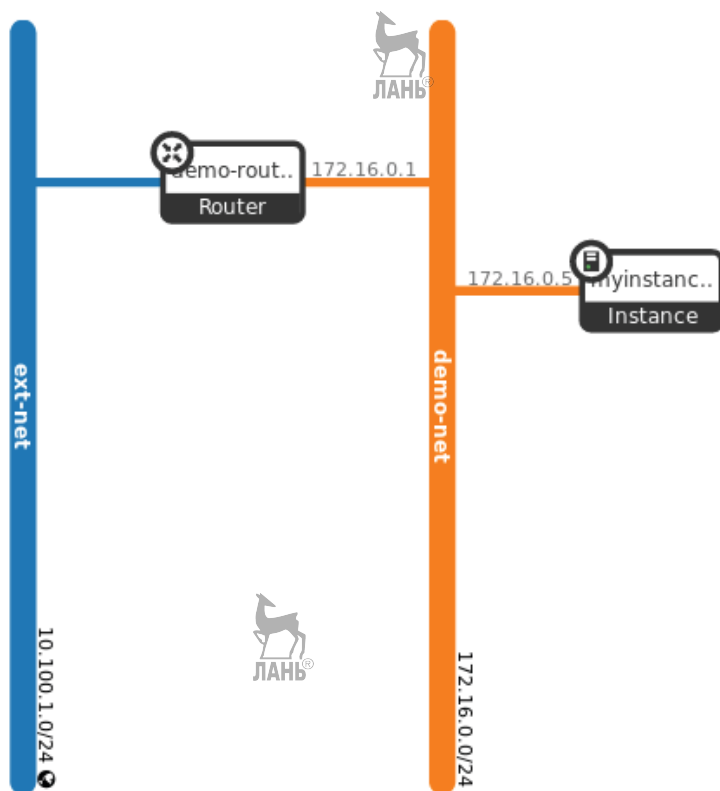 ЛАНЬ®
demo-rout..
Router
172.16.0.1
172.16.0.5
myinstanc..
Instance
ext-net
demo-net
10.100.1.0/24
172.16.0.0/24
ЛАНЬ®